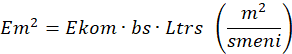 Em² = Ekom · bs · Ltrs (m²/smeni)